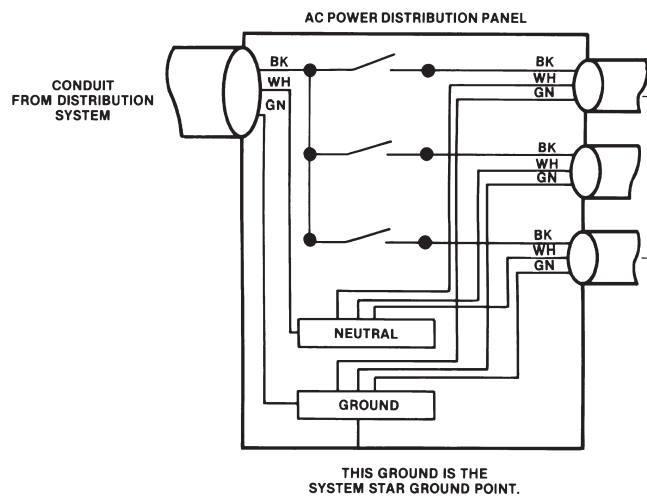 AC POWER DISTRIBUTION PANEL
CONDUIT
FROM DISTRIBUTION
SYSTEM
BK
WH
GN
BK
WH
GN
BK
WH
GN
BK
WH
GN
NEUTRAL
GROUND
THIS GROUND IS THE
SYSTEM STAR GROUND POINT.